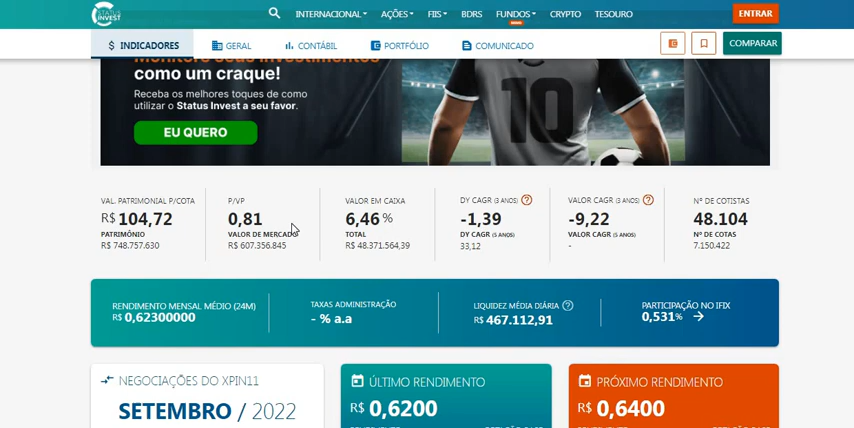 STATUS INVEST
INTERNACIONAL AÇÕES FIIS BDRS FUNDOS CRYPTO TESOURO ENTRAR
INDICADORES GERAL CONTÁBIL PORTFÓLIO COMUNICADO COMPARAR
Monitore seus investimentos
como um craque!
Receba os melhores toques de como
utilizar o Status Invest a seu favor.
EU QUERO
10
VAL. PATRIMONIAL P/COTA P/VP VALOR EM CAIXA DY CAGR (3 ANOS) VALOR CAGR (3 ANOS) Nº DE COTISTAS
R$ 104,72 0,81 6,46 % -1,39 -9,22 48.104
PATRIMÔNIO VALOR DE MERCADO TOTAL DY CAGR (5 ANOS) VALOR CAGR (5 ANOS) Nº DE COTAS
R$ 748.757.630 R$ 607.356.845 R$ 48.371.564,39 33,12 - 7.150.422
RENDIMENTO MENSAL MÉDIO (24M) TAXAS ADMINISTRAÇÃO LIQUIDEZ MÉDIA DIÁRIA PARTICIPAÇÃO NO IFIX
R$ 0,62300000 - % a.a R$ 467.112,91 0,531%
NEGOCIAÇÕES DO XPIN11 ÚLTIMO RENDIMENTO PRÓXIMO RENDIMENTO
SETEMBRO / 2022 R$ 0,6200 R$ 0,6400